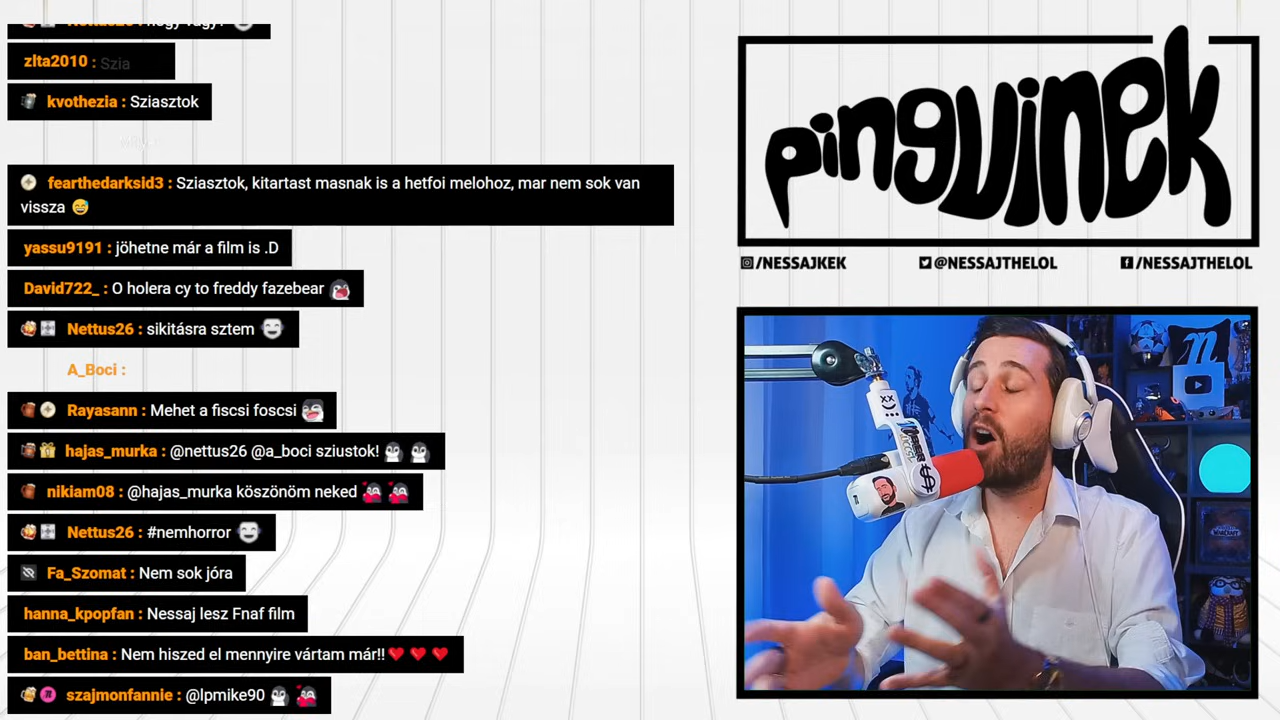 zlta2010 : Szia
kvothezia : Sziasztok
fearthedarksid3 : Sziasztok, kitartast masnak is a hetfoi melohoz, mar nem sok van
vissza
yassu9191 : jöhetne már a film is .D
David722_ : O holera cy to freddy fazebear
Nettus26 : sikitásra sztem
A_Boci :
Rayasann : Mehet a fiscsi foscsi
hajas_murka : @nettus26 @a_boci sziustok!
nikiam08 : @hajas_murka köszönöm neked
Nettus26 : #nemhorror
Fa_Szomat : Nem sok jóra
hanna_kpopfan : Nessaj lesz Fnaf film
ban_bettina : Nem hiszed el mennyire vártam már!!
szajmonfannie : @lpmike90
pingvinek
/NESSAJKEK
@NESSAJTHELOL
/NESSAJTHELOL